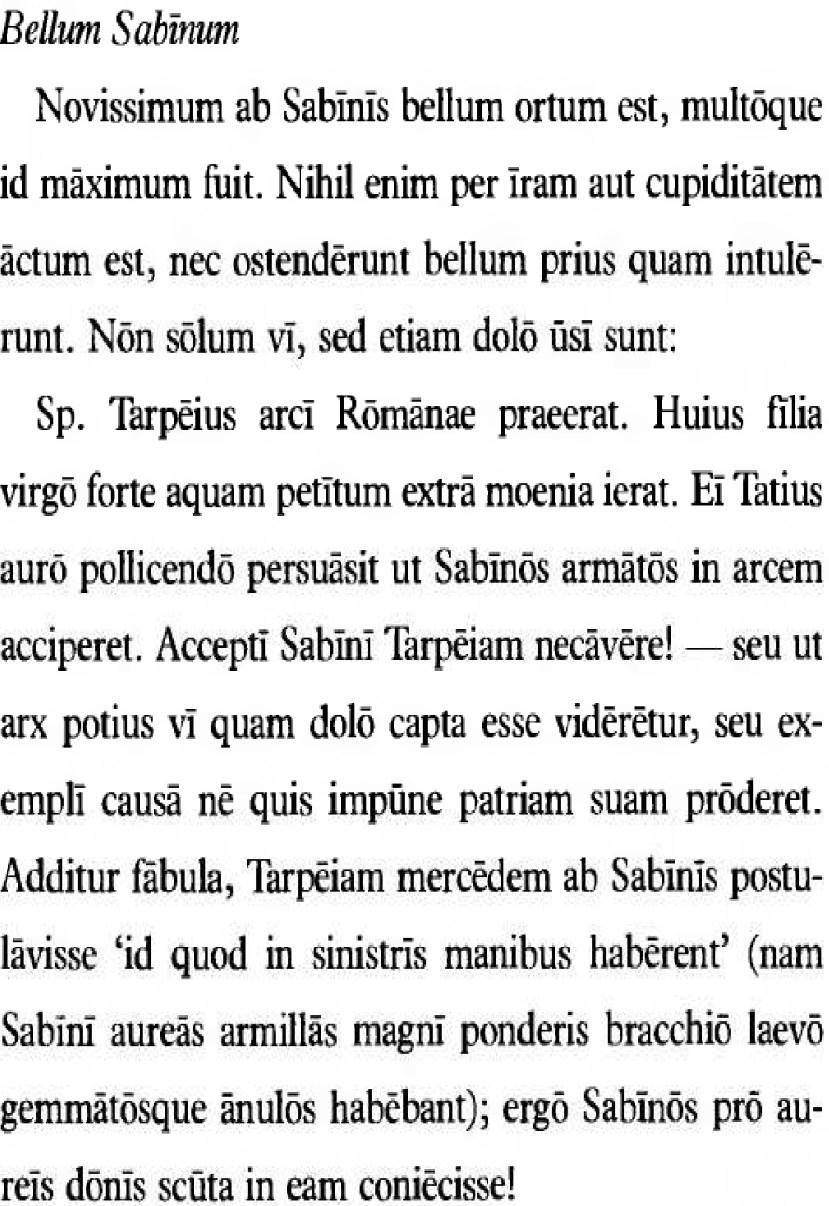 Bellum Sabīnum
Novissimum ab Sabīnīs bellum ortum est, multōque
id māximum fuit. Nihil enim per īram aut cupiditātem
āctum est, nec ostendērunt bellum prius quam intulē-
runt. Nōn sōlum vī, sed etiam dolō ūsī sunt:
Sp. Tarpēius arcī Rōmānae praeerat. Huius fīlia
virgō forte aquam petītum extrā moenia ierat. Eī Tatius
aurō pollicendō persuāsit ut Sabīnōs armātōs in arcem
acciperet. Acceptī Sabīnī Tarpēiam necāvēre! — seu ut
arx potius vī quam dolō capta esse vidērētur, seu ex-
emplī causā nē quis impūne patriam suam prōderet.
Additur fābula, Tarpēiam mercēdem ab Sabīnīs postu-
lāvisse ‘id quod in sinistrīs manibus habērent’ (nam
Sabīnī aureās armillās magnī ponderis bracchiō laevō
gemmātōsque ānulōs habēbant); ergō Sabīnōs prō au-
reīs dōnīs scūta in eam coniēcisse!